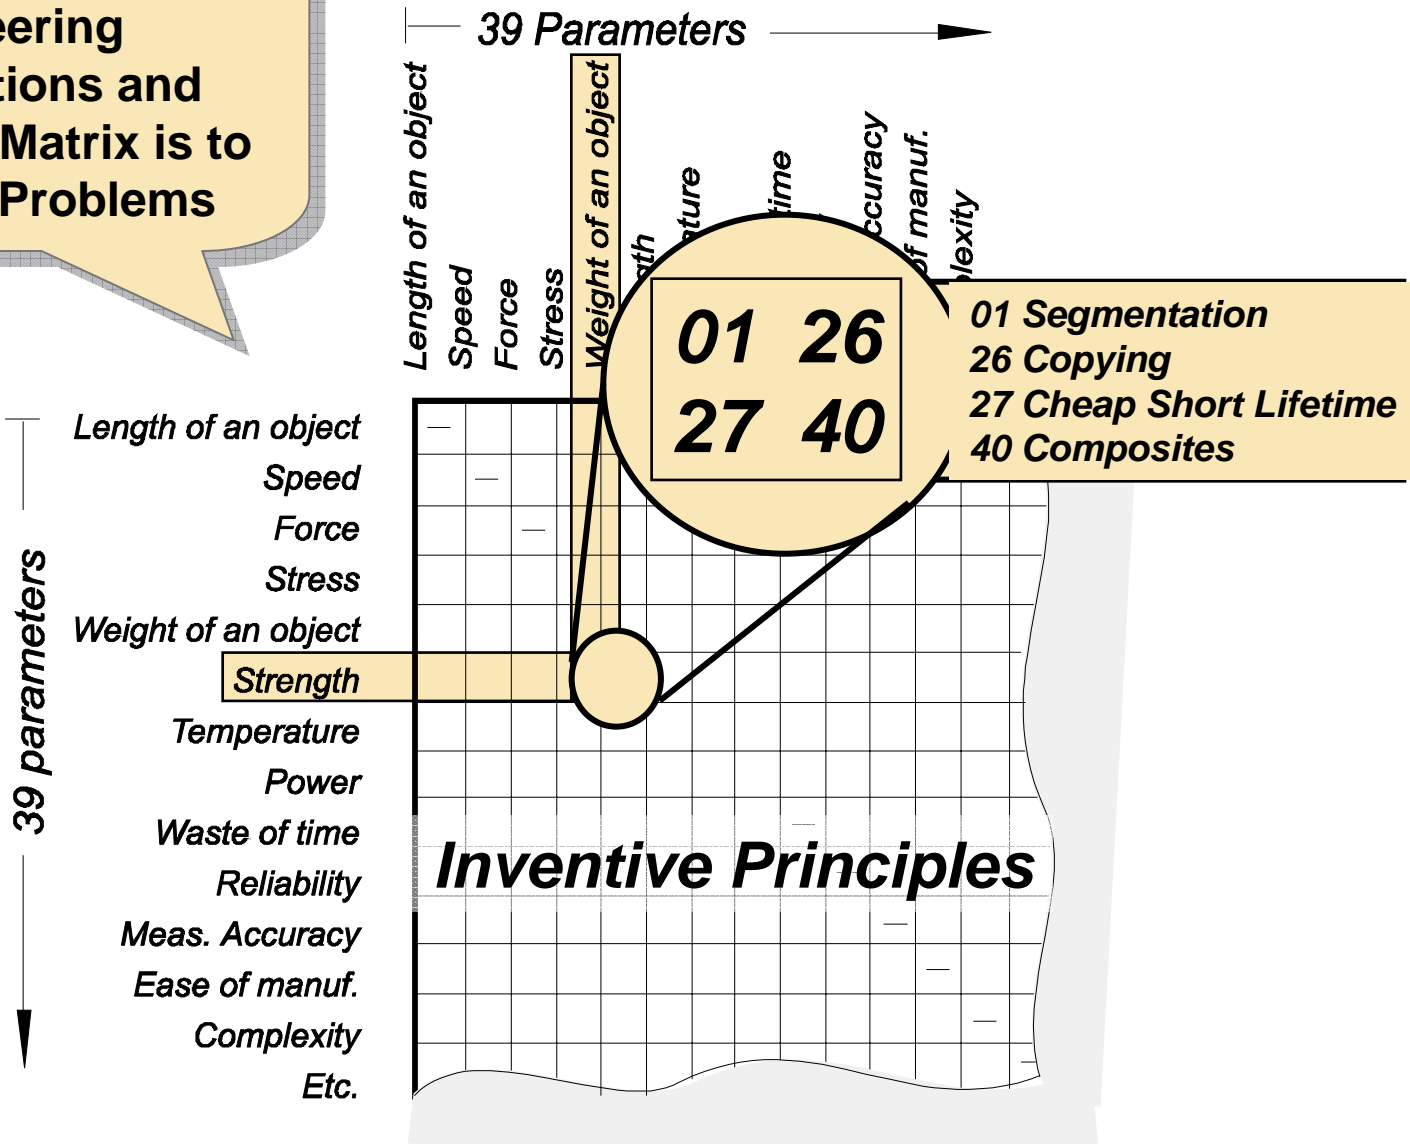 39 Parameters
and
Matrix is to
Problems
Length of an object
Speed
Force
Stress
Weight of an object
time
of manuf.
01 26
27 40
01 Segmentation
26 Copying
27 Cheap Short Lifetime
40 Composites
39 parameters
Length of an object
Speed
Force
Stress
Weight of an object
Strength
Temperature
Power
Waste of time
Reliability
Meas. Accuracy
Ease of manuf.
Complexity
Etc.
Inventive Principles